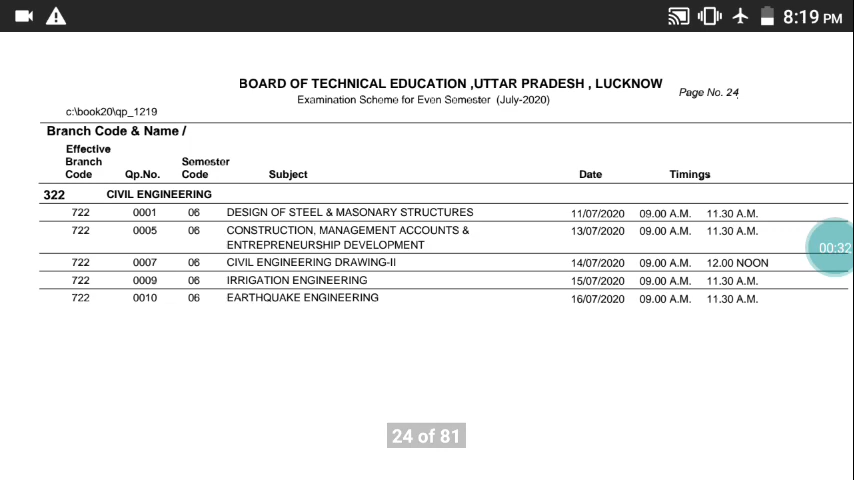 8:19 PM
BOARD OF TECHNICAL EDUCATION ,UTTAR PRADESH , LUCKNOW
Page No. 24
Examination Scheme for Even Semester (July-2020)
c:\book20\qp_1219
Branch Code & Name /
Effective Branch Code Qp.No. Semester Code Subject Date Timings
322 CIVIL ENGINEERING
722 0001 06 DESIGN OF STEEL & MASONARY STRUCTURES 11/07/2020 09.00 A.M. 11.30 A.M.
722 0005 06 CONSTRUCTION, MANAGEMENT ACCOUNTS & 13/07/2020 09.00 A.M. 11.30 A.M.
ENTREPRENEURSHIP DEVELOPMENT
722 0007 06 CIVIL ENGINEERING DRAWING-II 14/07/2020 09.00 A.M. 12.00 NOON
722 0009 06 IRRIGATION ENGINEERING 15/07/2020 09.00 A.M. 11.30 A.M.
722 0010 06 EARTHQUAKE ENGINEERING 16/07/2020 09.00 A.M. 11.30 A.M.
00:32
24 of 81